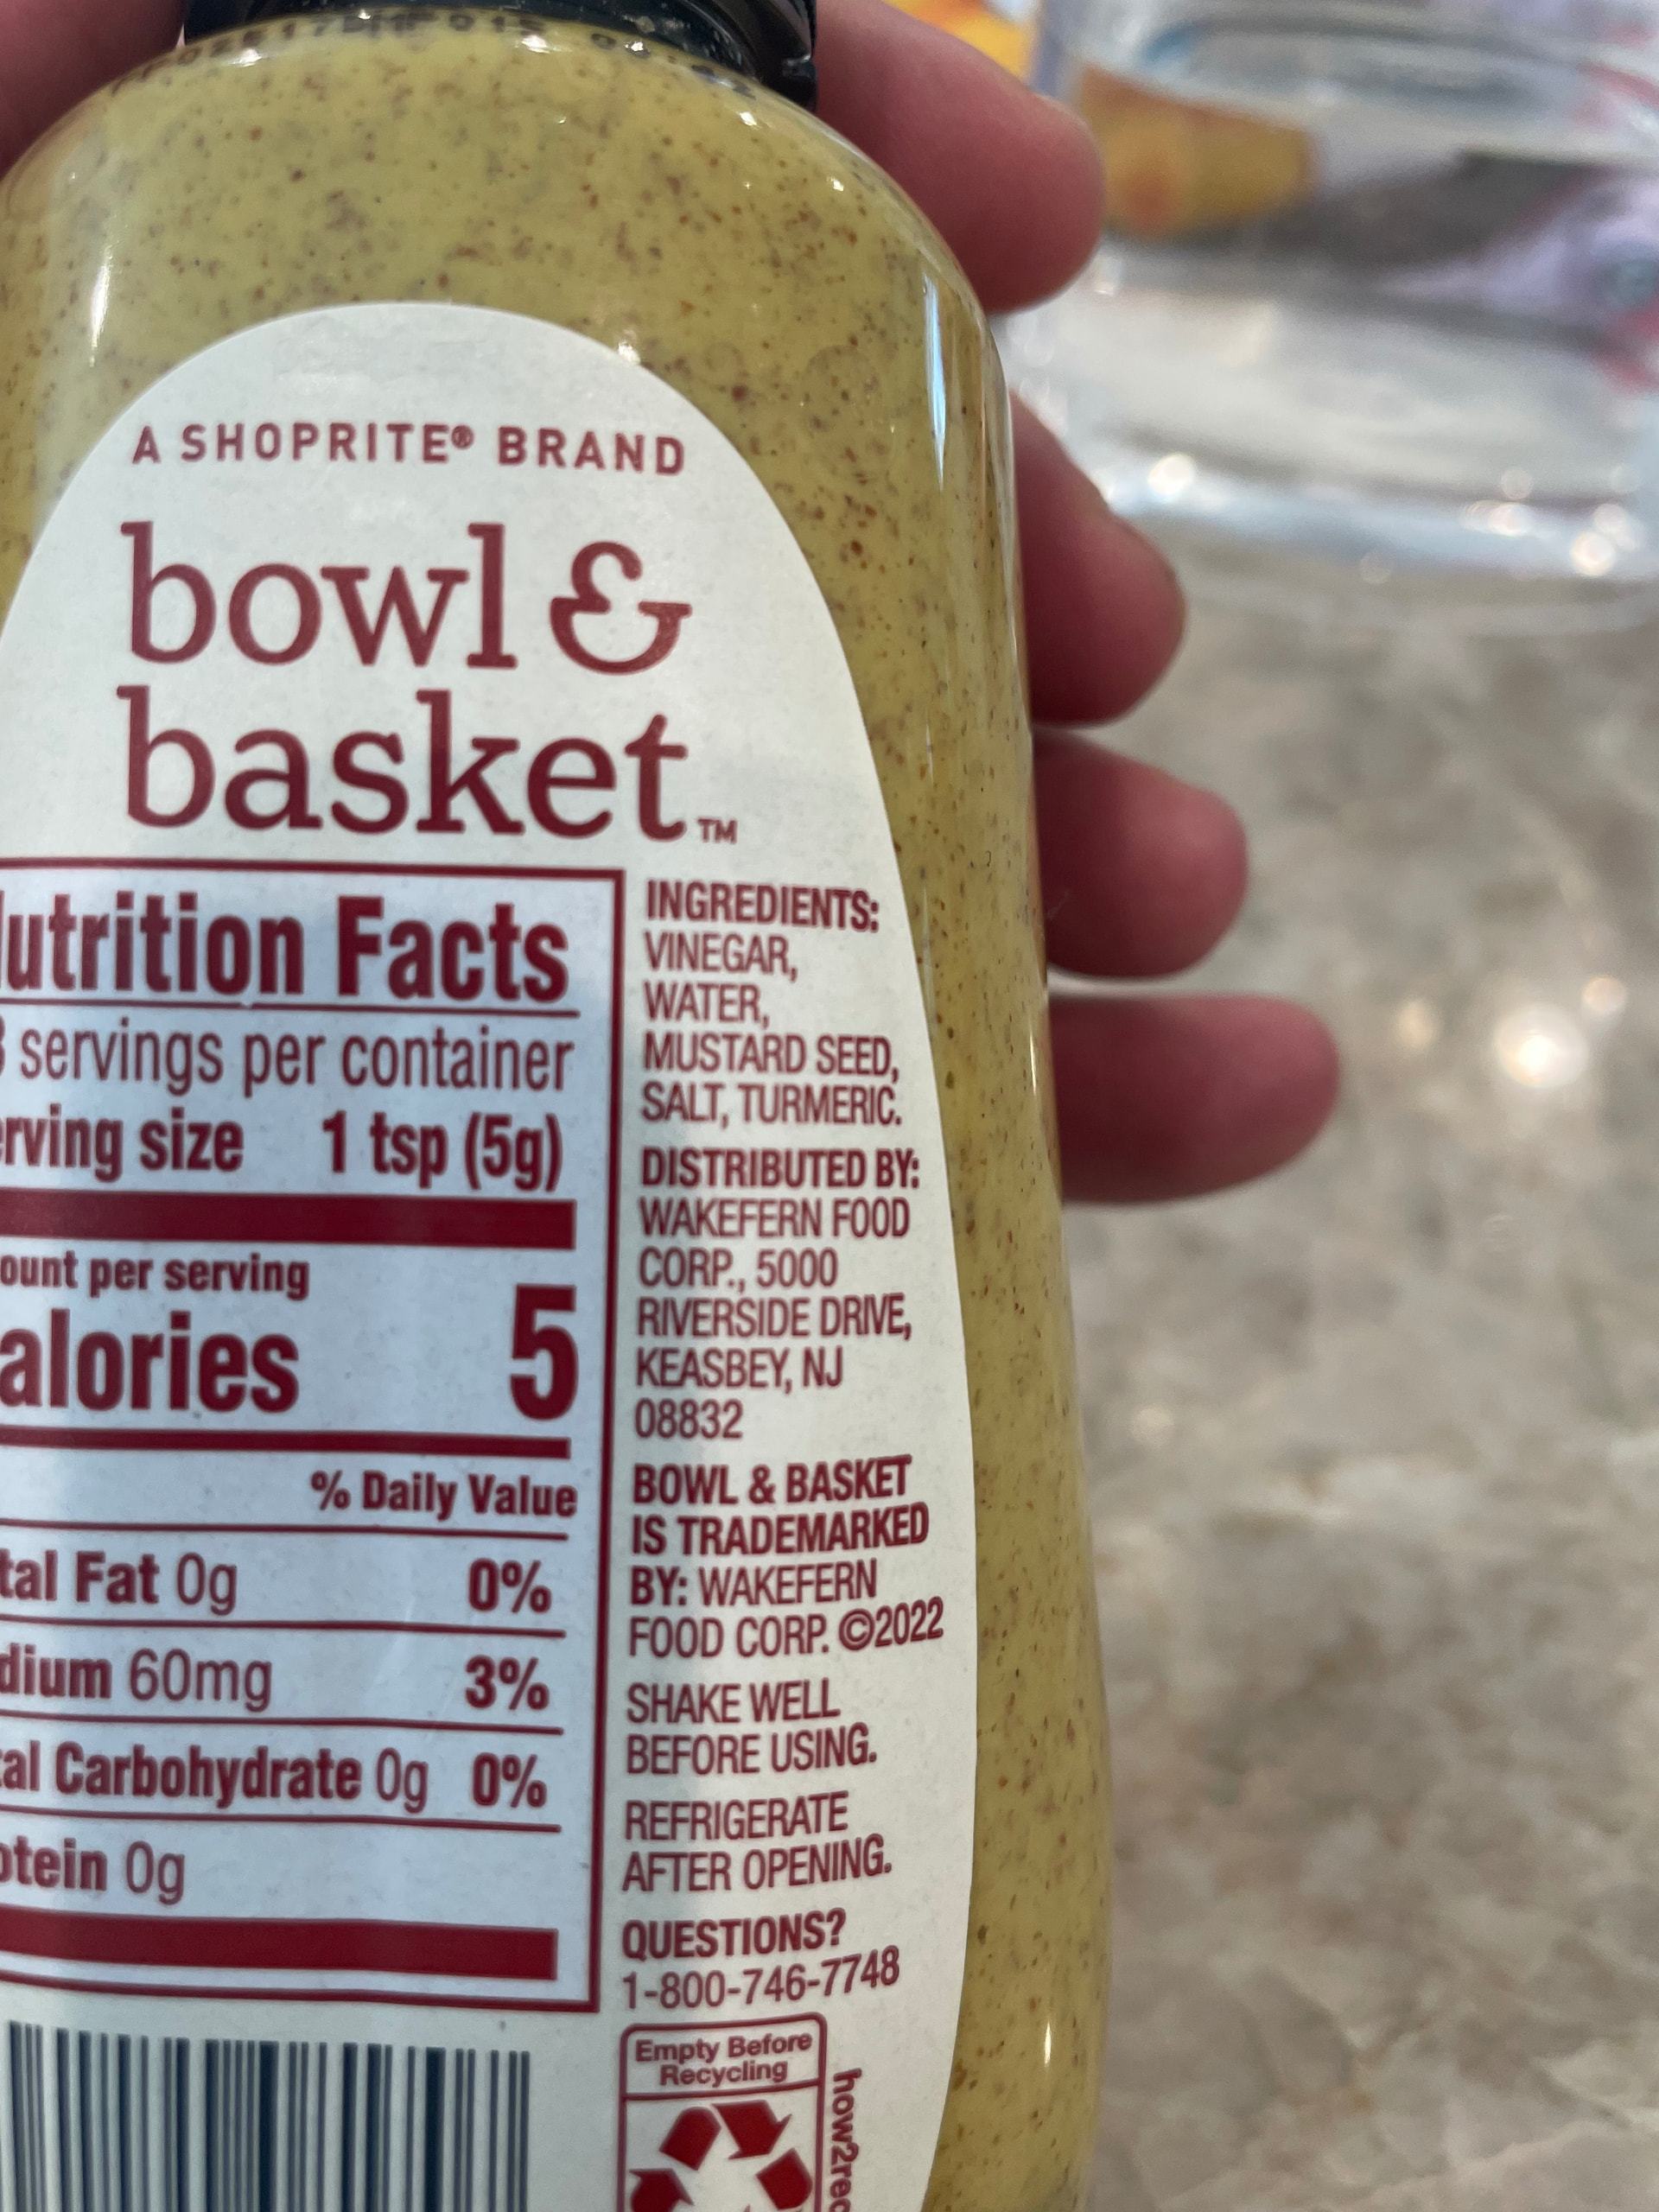 A SHOPRITE® BRAND
bowl &
basket™
utrition Facts
servings per container
rving size 1 tsp (5g)
ount per serving
alories 5
% Daily Value
tal Fat 0g 0%
dium 60mg 3%
al Carbohydrate 0g 0%
otein 0g
INGREDIENTS:
VINEGAR,
WATER,
MUSTARD SEED,
SALT, TURMERIC.
DISTRIBUTED BY:
WAKEFERN FOOD
CORP., 5000
RIVERSIDE DRIVE,
KEASBEY, NJ
08832
BOWL & BASKET
IS TRADEMARKED
BY: WAKEFERN
FOOD CORP. ©2022
SHAKE WELL
BEFORE USING.
REFRIGERATE
AFTER OPENING.
QUESTIONS?
1-800-746-7748
Empty Before
Recycling
how2rec